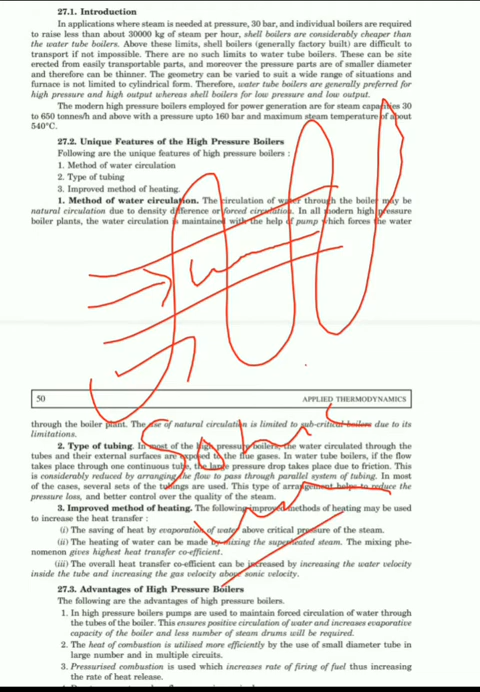 27.1. Introduction
In applications where steam is needed at pressure, 30 bar, and individual boilers are required
to raise less than about 30000 kg of steam per hour, shell boilers are considerably cheaper than
the water tube boilers. Above these limits, shell boilers (generally factory built) are difficult to
transport if not impossible. There are no such limits to water tube boilers. These can be site
erected from easily transportable parts, and moreover the pressure parts are of smaller diameter
and therefore can be thinner. The geometry can be varied to suit a wide range of situations and
furnace is not limited to cylindrical form. Therefore, water tube boilers are generally preferred for
high pressure and high output whereas shell boilers for low pressure and low output.
The modern high pressure boilers employed for power generation are for steam capacities 30
to 650 tonnes/h and above with a pressure upto 160 bar and maximum steam temperature of about
540°C.
27.2. Unique Features of the High Pressure Boilers
Following are the unique features of high pressure boilers :
1. Method of water circulation
2. Type of tubing
3. Improved method of heating.
1. Method of water circulation. The circulation of water through the boiler may be
natural circulation due to density difference or forced circulation. In all modern high pressure
boiler plants, the water circulation is maintained with the help of pump which forces the water
50 APPLIED THERMODYNAMICS
through the boiler plant. The use of natural circulation is limited to sub-critical boilers due to its
limitations.
2. Type of tubing. In most of the high pressure boilers, the water circulated through the
tubes and their external surfaces are exposed to the flue gases. In water tube boilers, if the flow
takes place through one continuous tube, the large pressure drop takes place due to friction. This
is considerably reduced by arranging the flow to pass through parallel system of tubing. In most
of the cases, several sets of the tubings are used. This type of arrangement helps to reduce the
pressure loss, and better control over the quality of the steam.
3. Improved method of heating. The following improved methods of heating may be used
to increase the heat transfer :
(i) The saving of heat by evaporation of water above critical pressure of the steam.
(ii) The heating of water can be made by mixing the superheated steam. The mixing phe-
nomenon gives highest heat transfer co-efficient.
(iii) The overall heat transfer co-efficient can be increased by increasing the water velocity
inside the tube and increasing the gas velocity above sonic velocity.
27.3. Advantages of High Pressure Boilers
The following are the advantages of high pressure boilers.
1. In high pressure boilers pumps are used to maintain forced circulation of water through
the tubes of the boiler. This ensures positive circulation of water and increases evaporative
capacity of the boiler and less number of steam drums will be required.
2. The heat of combustion is utilised more efficiently by the use of small diameter tube in
large number and in multiple circuits.
3. Pressurised combustion is used which increases rate of firing of fuel thus increasing
the rate of heat release.